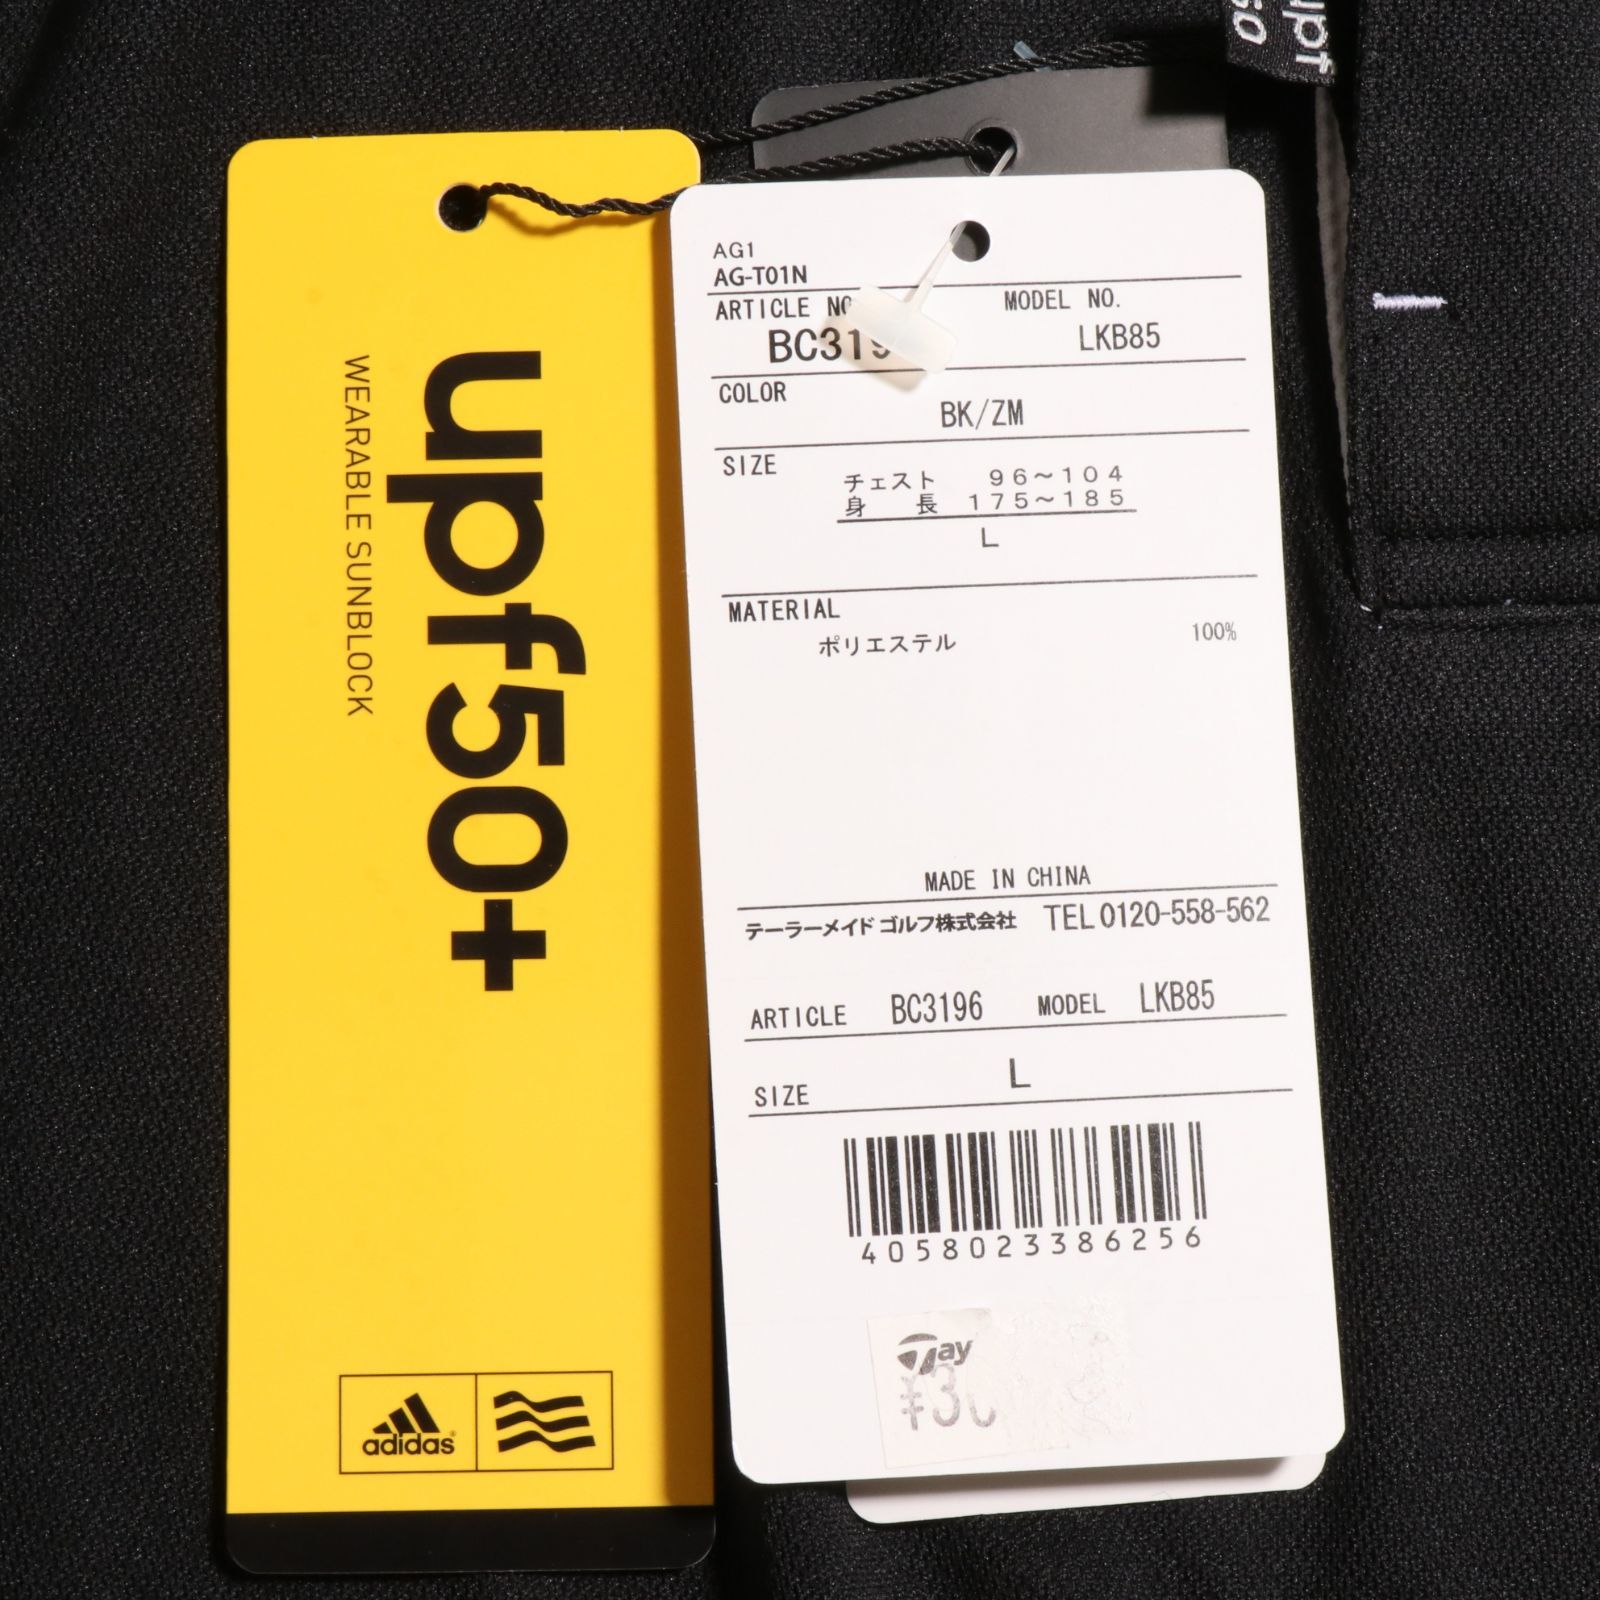 upf
50
upf50+
WEARABLE SUNBLOCK
adidas
AG1
AG-T01N
ARTICLE NO. MODEL NO.
BC319 LKB85
COLOR
BK/ZM
SIZE
チェスト 96~104
身長 175~185
L
MATERIAL
ポリエステル 100%
MADE IN CHINA
テーラーメイド ゴルフ株式会社 TEL 0120-558-562
ARTICLE BC3196 MODEL LKB85
SIZE L
4058023386256
Tay